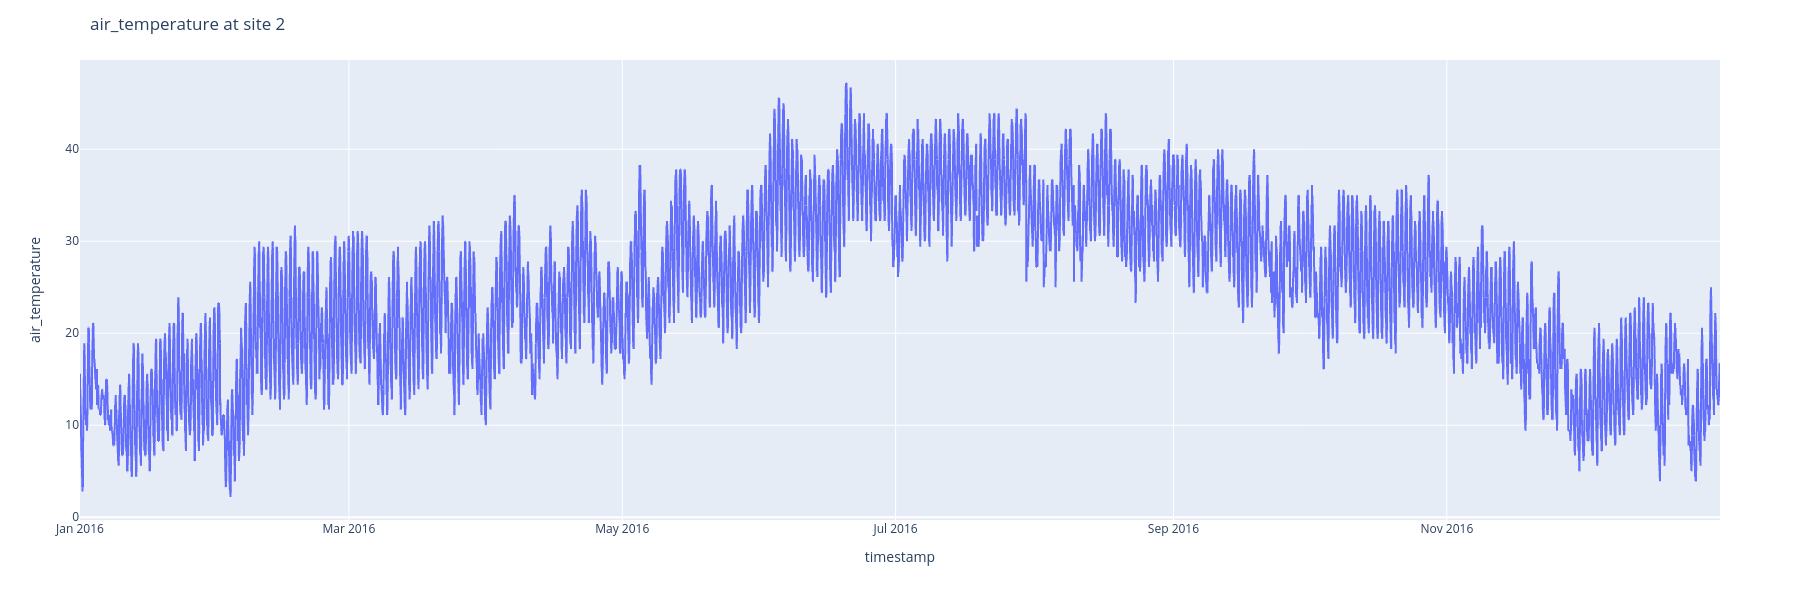 air_temperature at site 2
air_temperature
40
30
20
10
0
Jan 2016
Mar 2016
May 2016
Jul 2016
Sep 2016
Nov 2016
timestamp